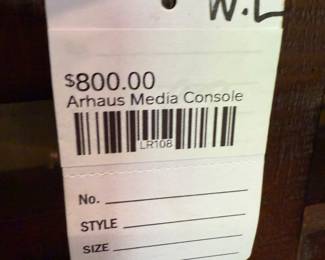 W.L
$800.00
Arhaus Media Console
LR108
No.
STYLE
SIZE